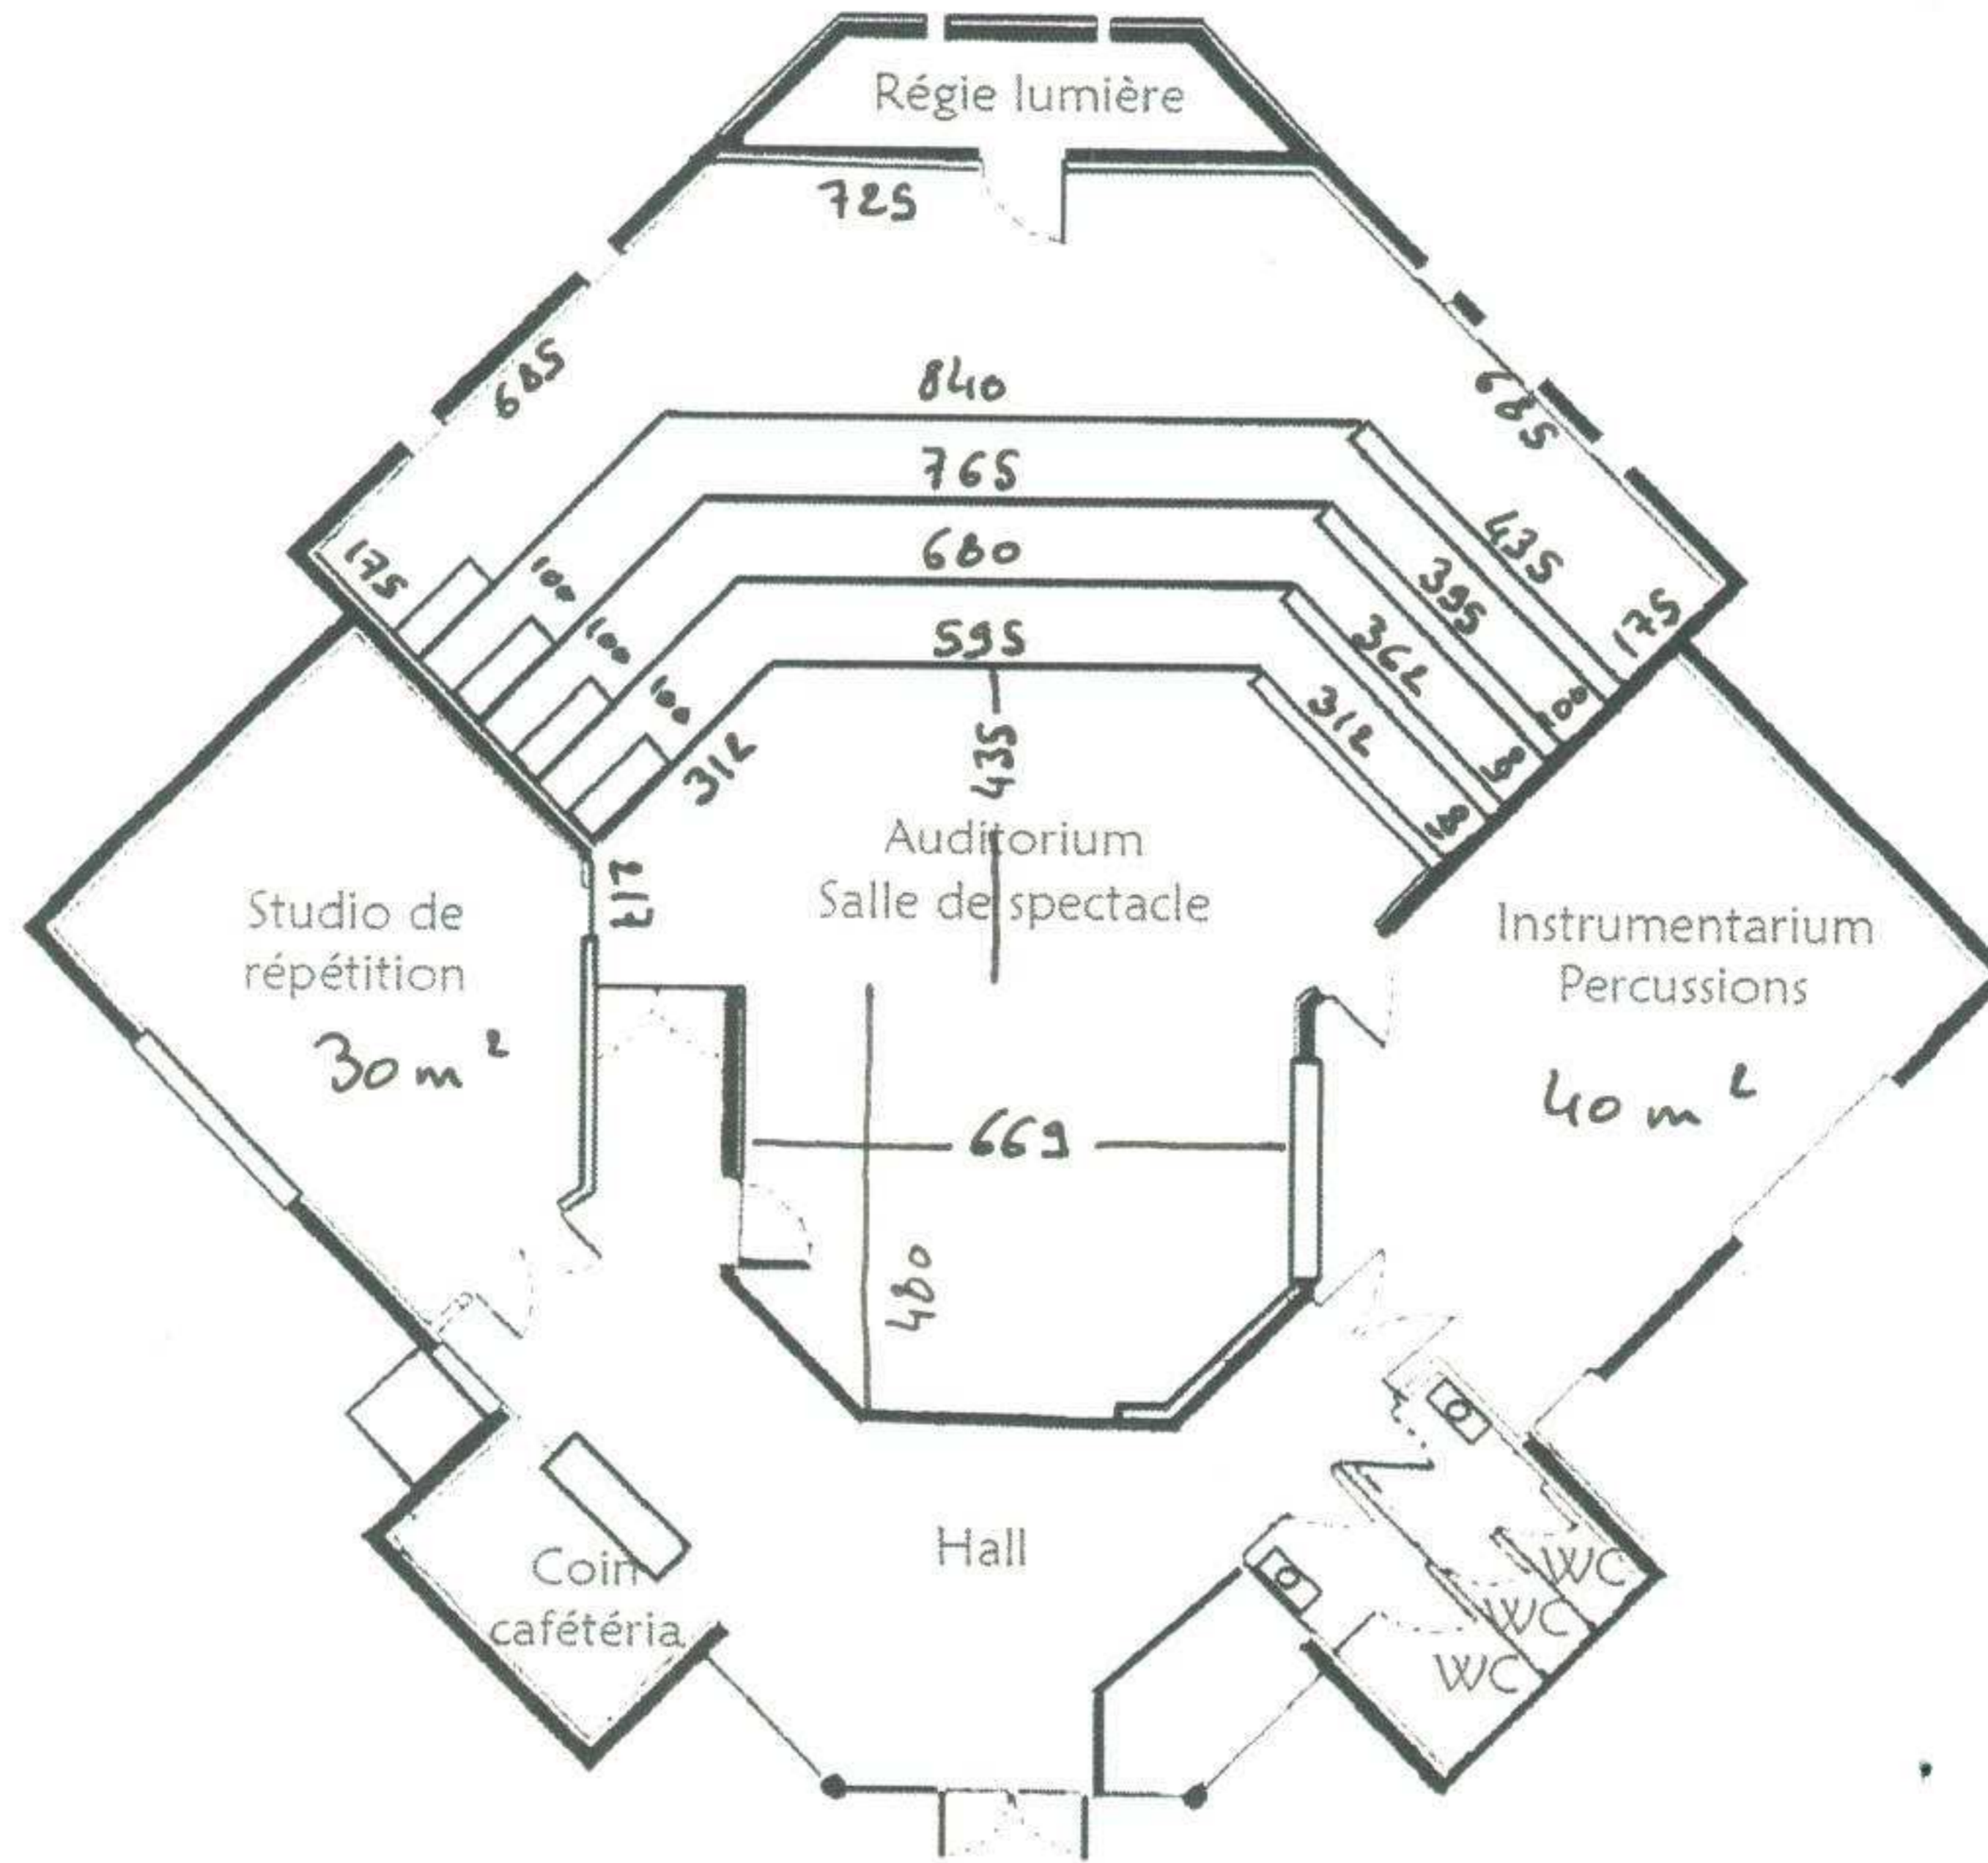 Régie lumière
725
685
685
840
765
680
595
175
100
100
100
312
435
395
362
312
175
100
100
100
435
Auditorium
Salle de spectacle
217
Studio de
répétition
30 m²
Instrumentarium
Percussions
40 m²
669
480
Hall
Coin
cafétéria
WC
WC
WC